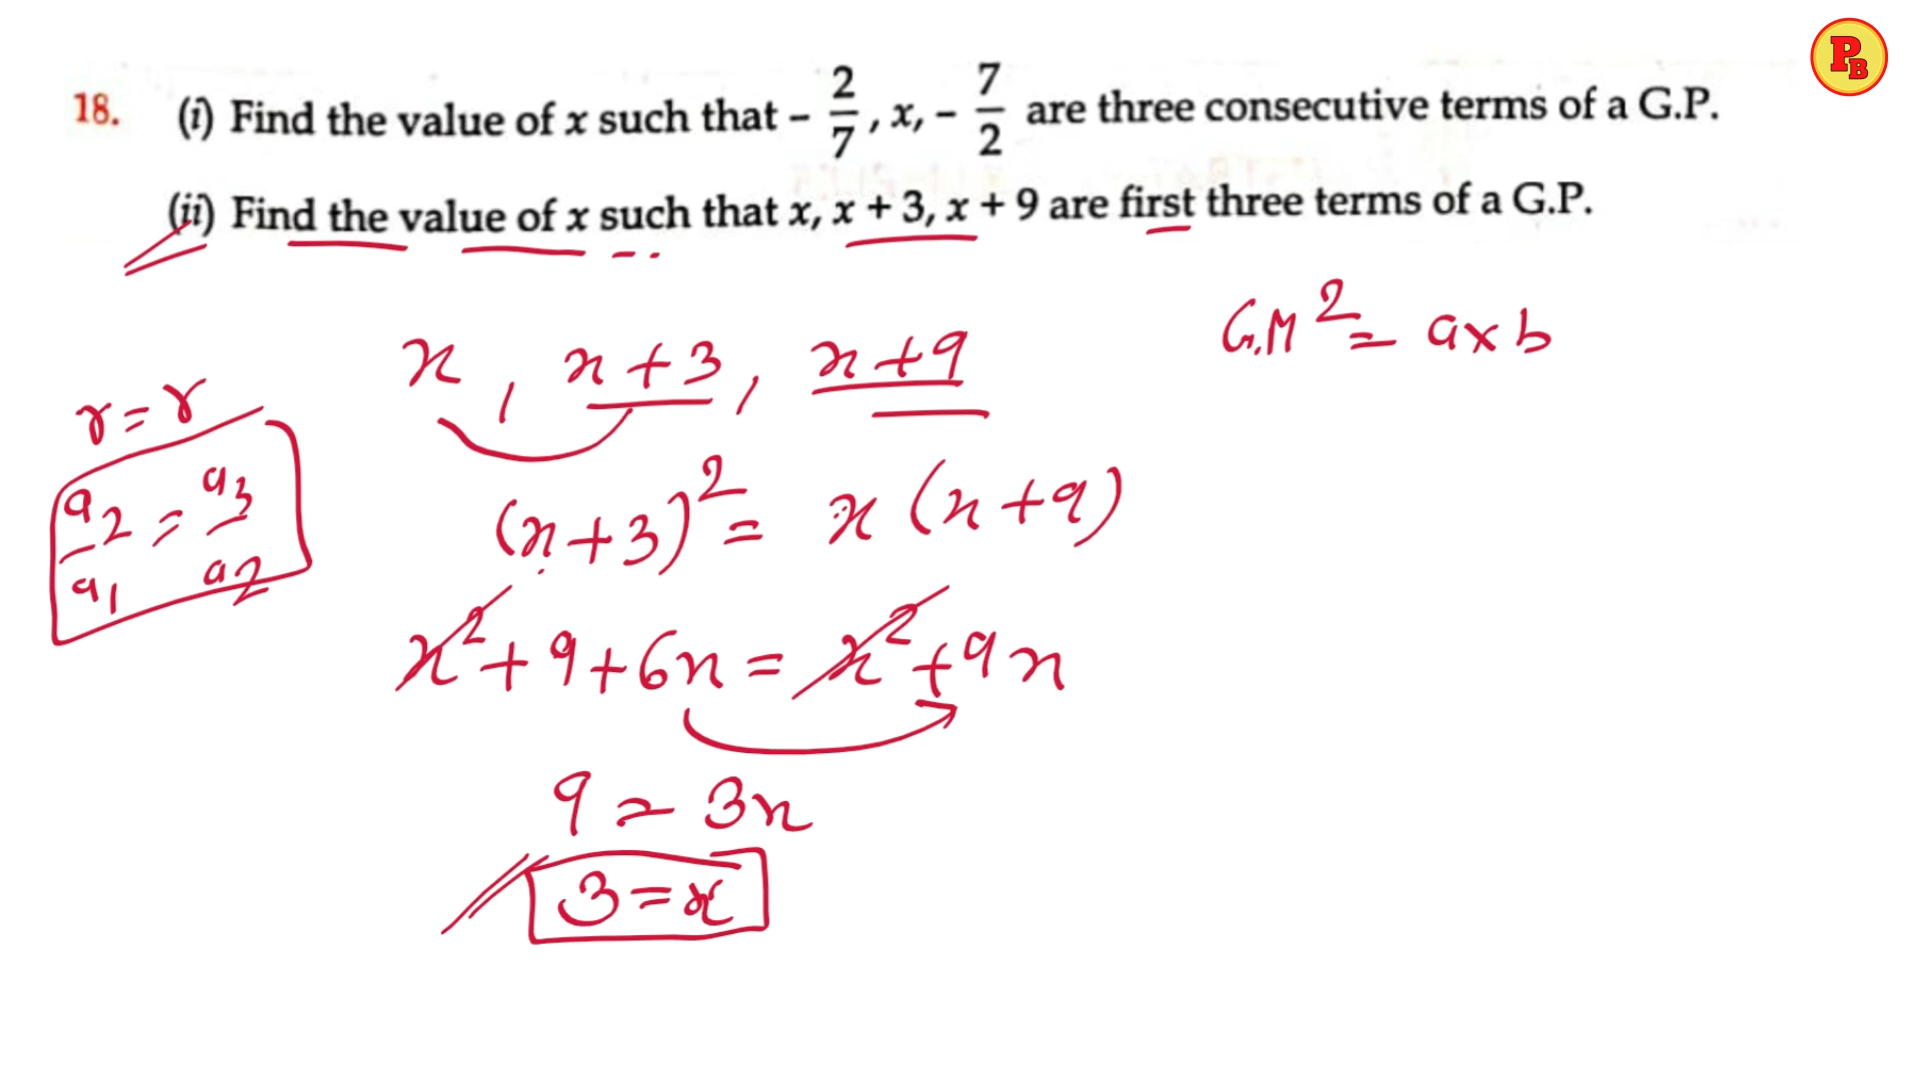 P
B
18. (i) Find the value of x such that - 2/7, x, - 7/2 are three consecutive terms of a G.P.
(ii) Find the value of x such that x, x + 3, x + 9 are first three terms of a G.P.
G.M² = a×b
x, x+3, x+9
r=r
a2/a1 = a3/a2
(x+3)² = x(x+9)
x²+9+6x = x²+9x
9 = 3x
3=x